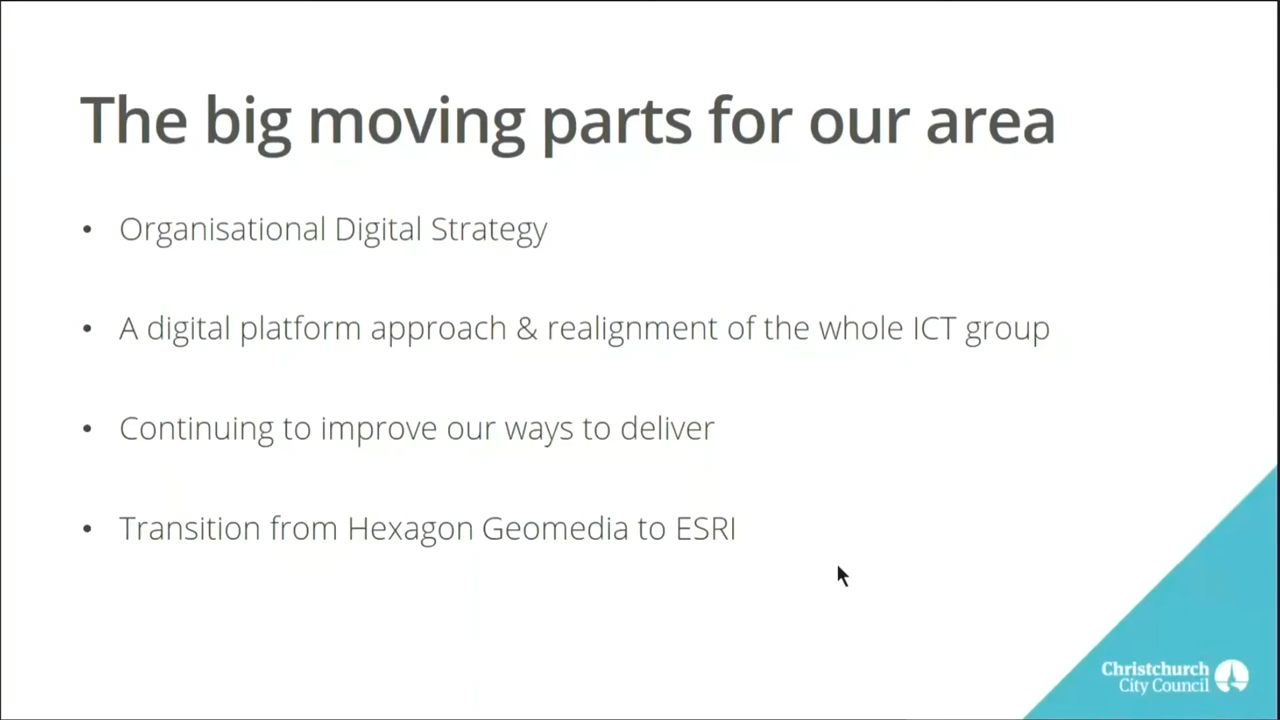 The big moving parts for our area
• Organisational Digital Strategy
• A digital platform approach & realignment of the whole ICT group
• Continuing to improve our ways to deliver
• Transition from Hexagon Geomedia to ESRI
Christchurch
City Council